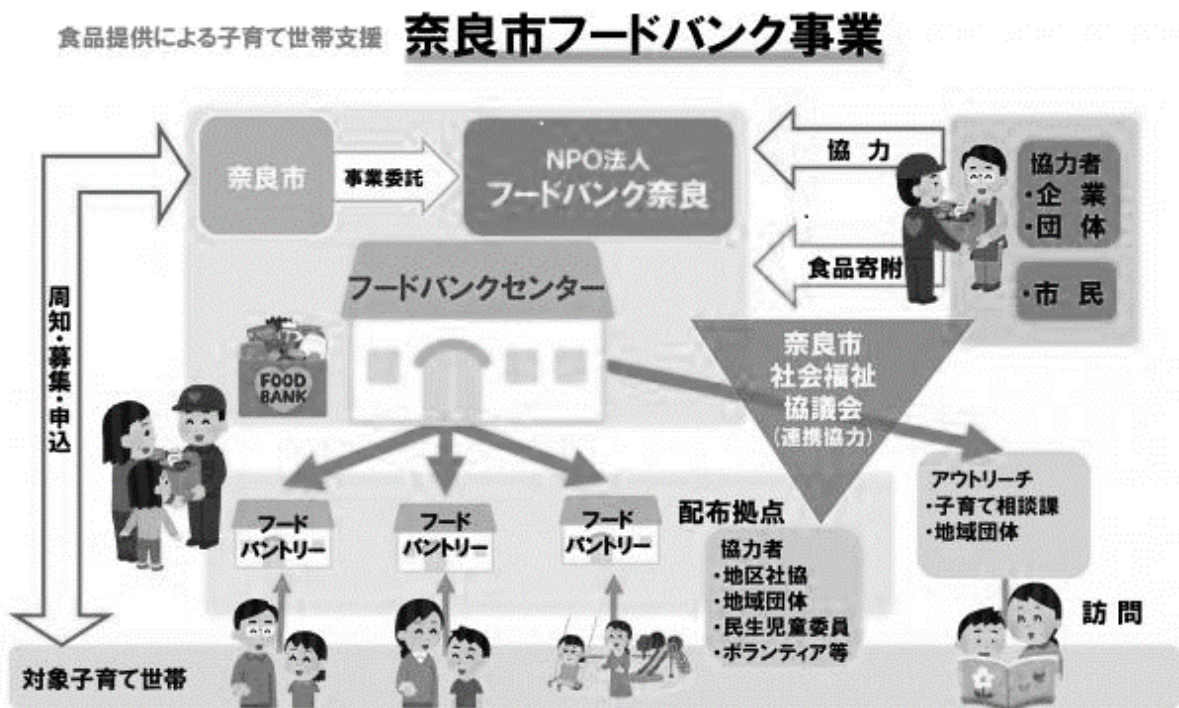 食品提供による子育て世帯支援
奈良市フードバンク事業
奈良市
事業委託
NPO法人
フードバンク奈良
協 力
食品寄附
協力者
・企 業
・団 体
・市 民
周知・募集・申込
フードバンクセンター
FOOD
BANK
奈良市
社会福祉
協議会
(連携協力)
フード
パントリー
フード
パントリー
フード
パントリー
配布拠点
協力者
・地区社協
・地域団体
・民生児童委員
・ボランティア等
アウトリーチ
・子育て相談課
・地域団体
訪 問
対象子育て世帯